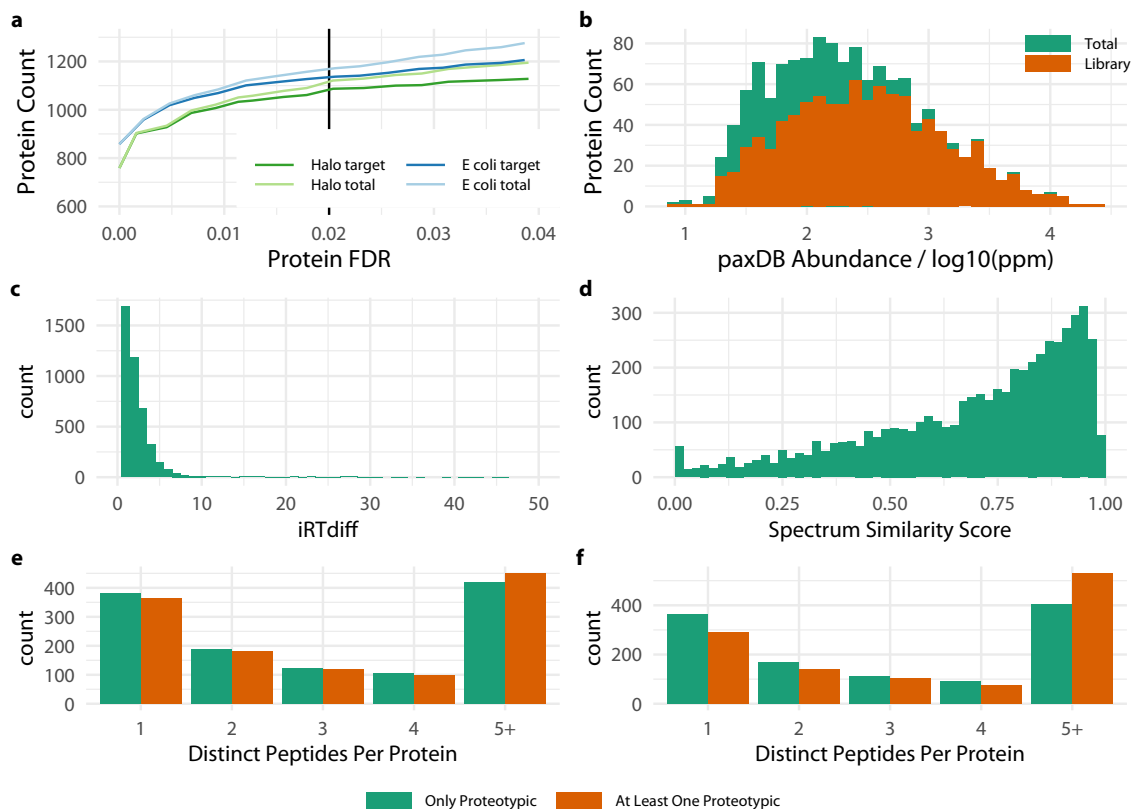 a
Protein Count
1200
1000
800
600
0.00
0.01
0.02
0.03
0.04
Protein FDR
Halo target
Halo total
E coli target
E coli total
b
Protein Count
80
60
40
20
0
1
2
3
4
paxDB Abundance / log10(ppm)
Total
Library
c
count
1500
1000
500
0
0
10
20
30
40
50
iRTdiff
d
count
300
200
100
0
0.00
0.25
0.50
0.75
1.00
Spectrum Similarity Score
e
count
400
300
200
100
0
1
2
3
4
5+
Distinct Peptides Per Protein
f
count
400
200
0
1
2
3
4
5+
Distinct Peptides Per Protein
Only Proteotypic
At Least One Proteotypic